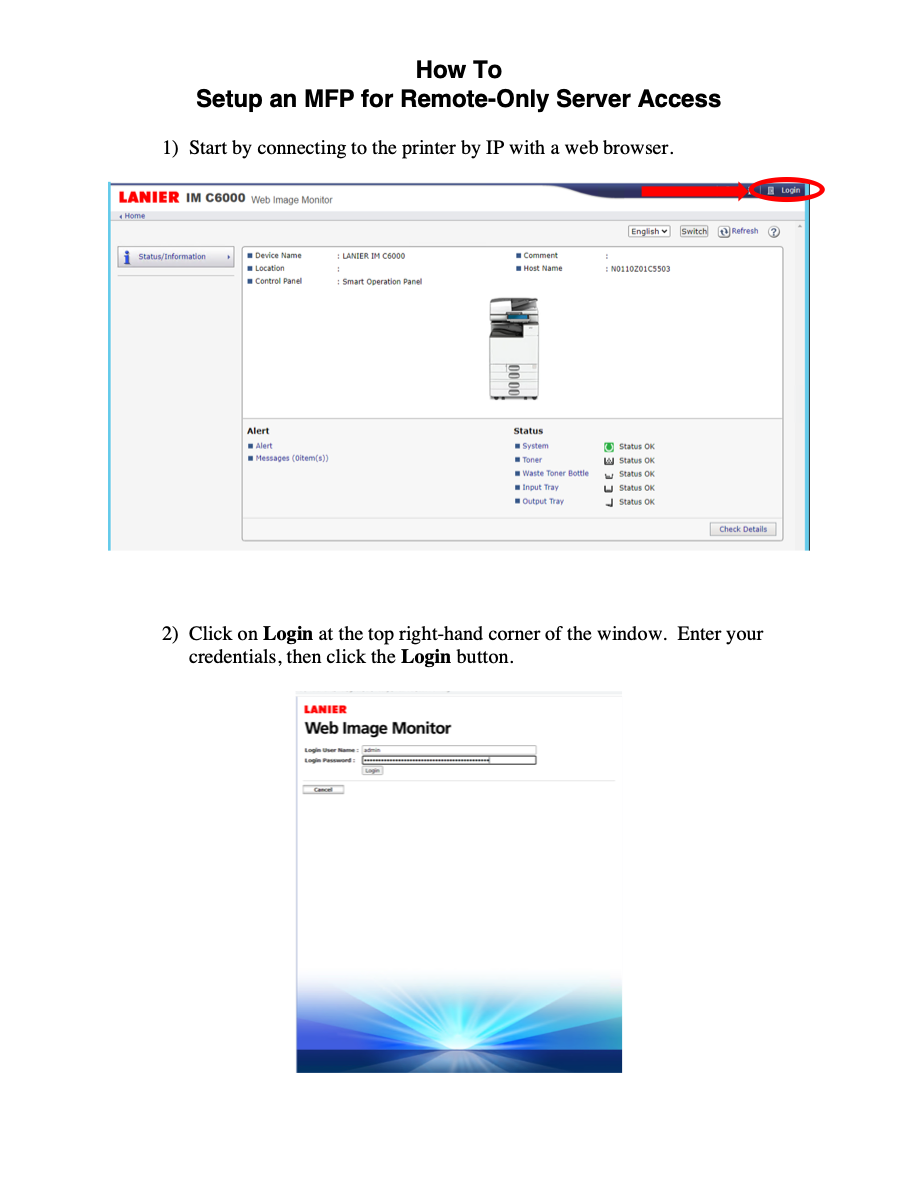 How To
Setup an MFP for Remote-Only Server Access
1) Start by connecting to the printer by IP with a web browser.
LANIER IM C6000 Web Image Monitor
Login
Home
English Switch Refresh ?
Status/Information
Device Name : LANIER IM C6000
Comment :
Location :
Host Name : N0110Z01C5503
Control Panel : Smart Operation Panel
Alert
Status
Alert
System Status OK
Messages (0item(s))
Toner Status OK
Waste Toner Bottle Status OK
Input Tray Status OK
Output Tray Status OK
Check Details
2) Click on Login at the top right-hand corner of the window. Enter your
credentials, then click the Login button.
LANIER
Web Image Monitor
Login User Name : admin
Login Password :
Login
Cancel